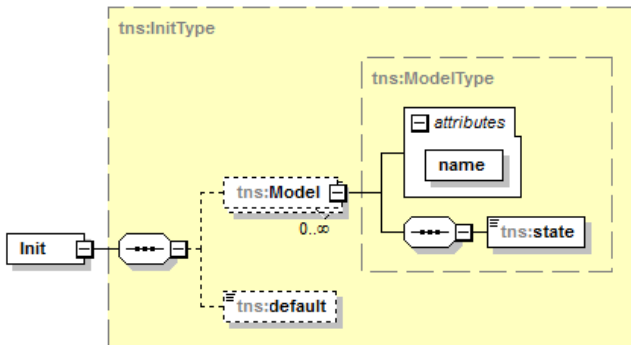 tns:InitType
tns:ModelType
attributes
name
tns:Model
0..∞
tns:state
Init
tns:default